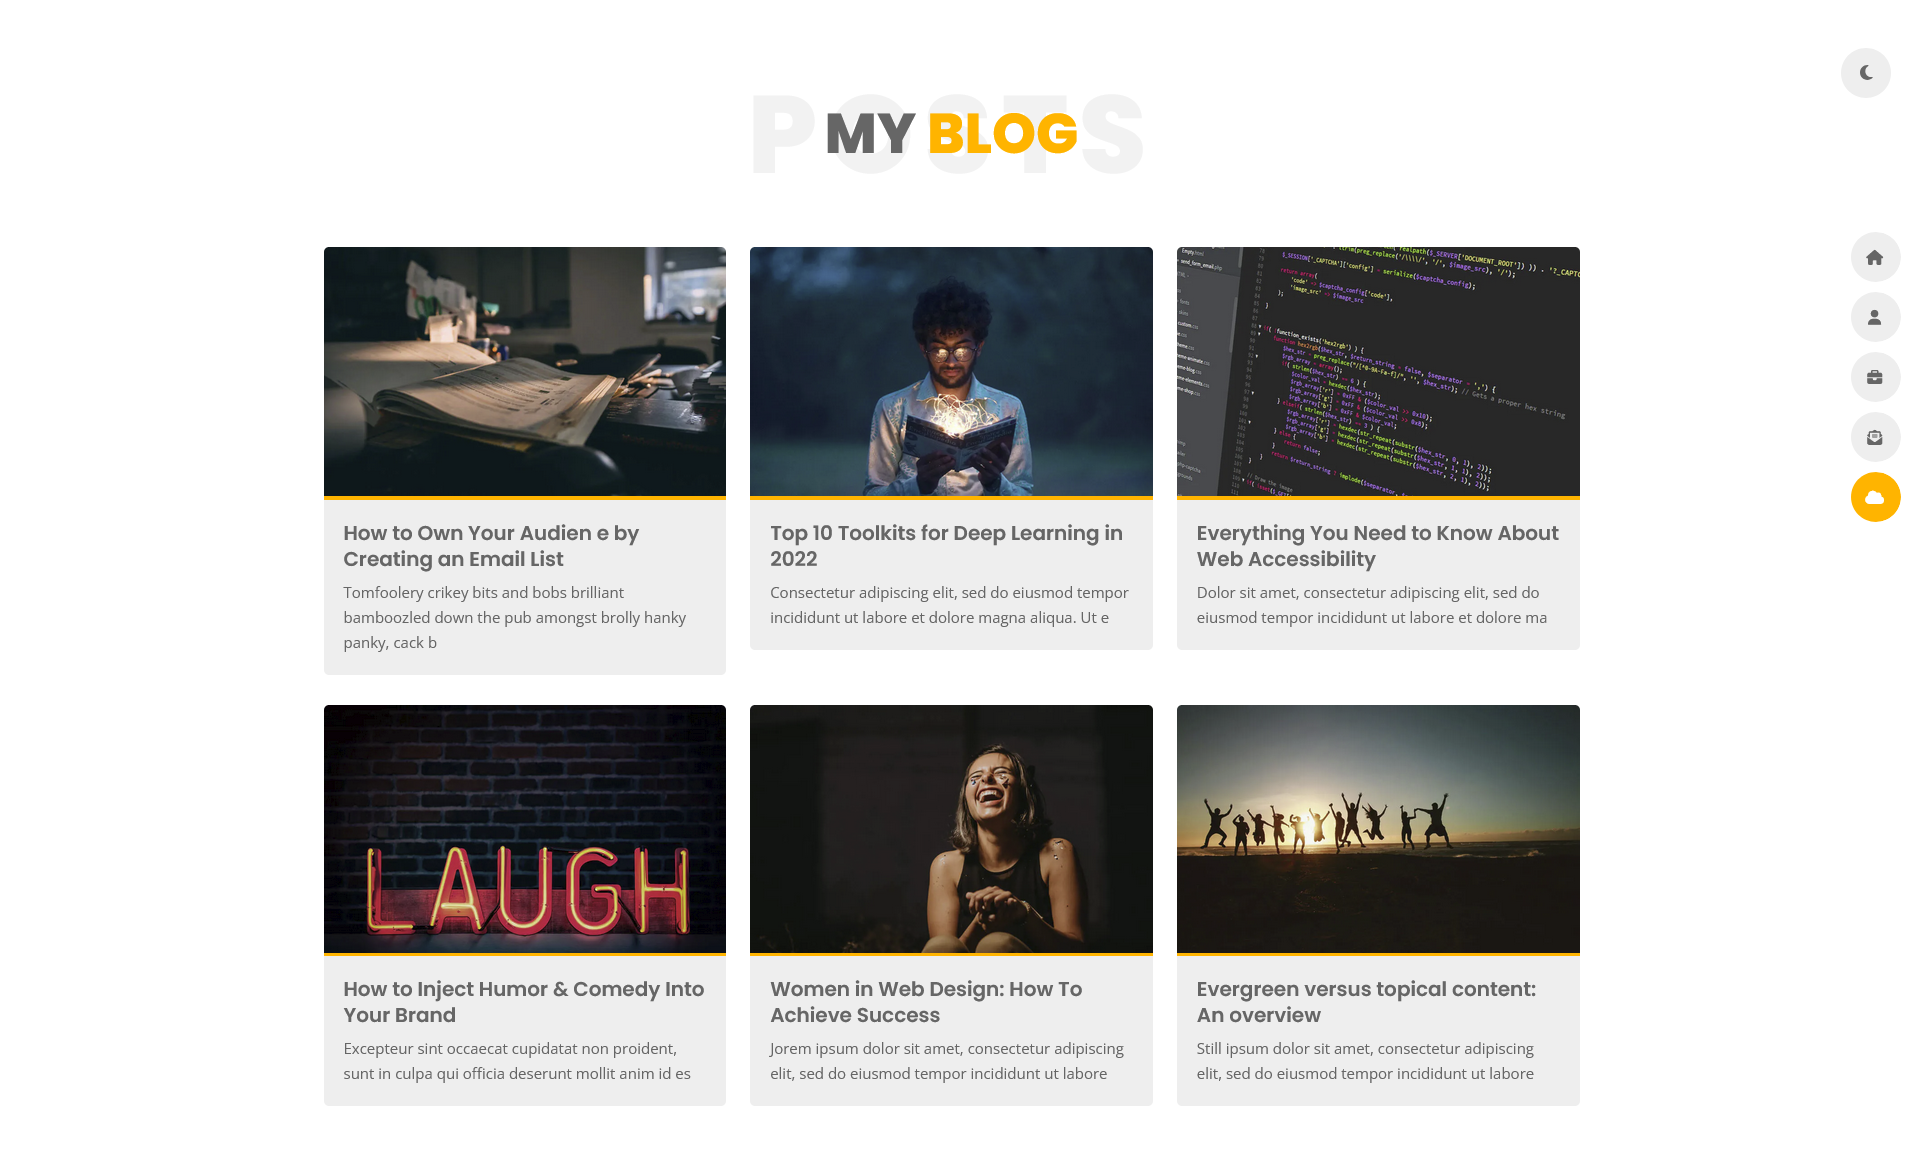 POSTS
MY BLOG
How to Own Your Audien e by
Creating an Email List
Tomfoolery crikey bits and bobs brilliant
bamboozled down the pub amongst brolly hanky
panky, cack b
Top 10 Toolkits for Deep Learning in
2022
Consectetur adipiscing elit, sed do eiusmod tempor
incididunt ut labore et dolore magna aliqua. Ut e
Everything You Need to Know About
Web Accessibility
Dolor sit amet, consectetur adipiscing elit, sed do
eiusmod tempor incididunt ut labore et dolore ma
LAUGH
How to Inject Humor & Comedy Into
Your Brand
Excepteur sint occaecat cupidatat non proident,
sunt in culpa qui officia deserunt mollit anim id es
Women in Web Design: How To
Achieve Success
Jorem ipsum dolor sit amet, consectetur adipiscing
elit, sed do eiusmod tempor incididunt ut labore
Evergreen versus topical content:
An overview
Still ipsum dolor sit amet, consectetur adipiscing
elit, sed do eiusmod tempor incididunt ut labore